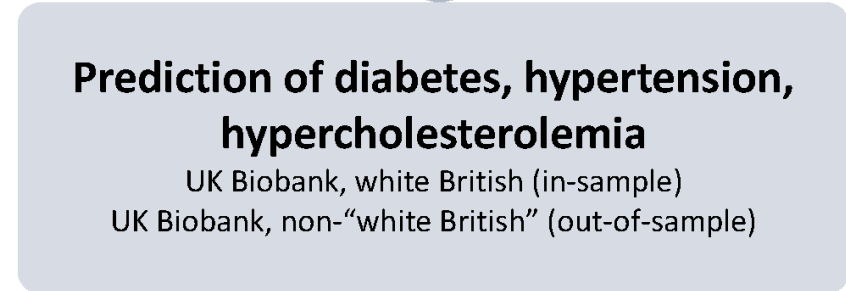 Prediction of diabetes, hypertension,
hypercholesterolemia
UK Biobank, white British (in-sample)
UK Biobank, non-“white British” (out-of-sample)